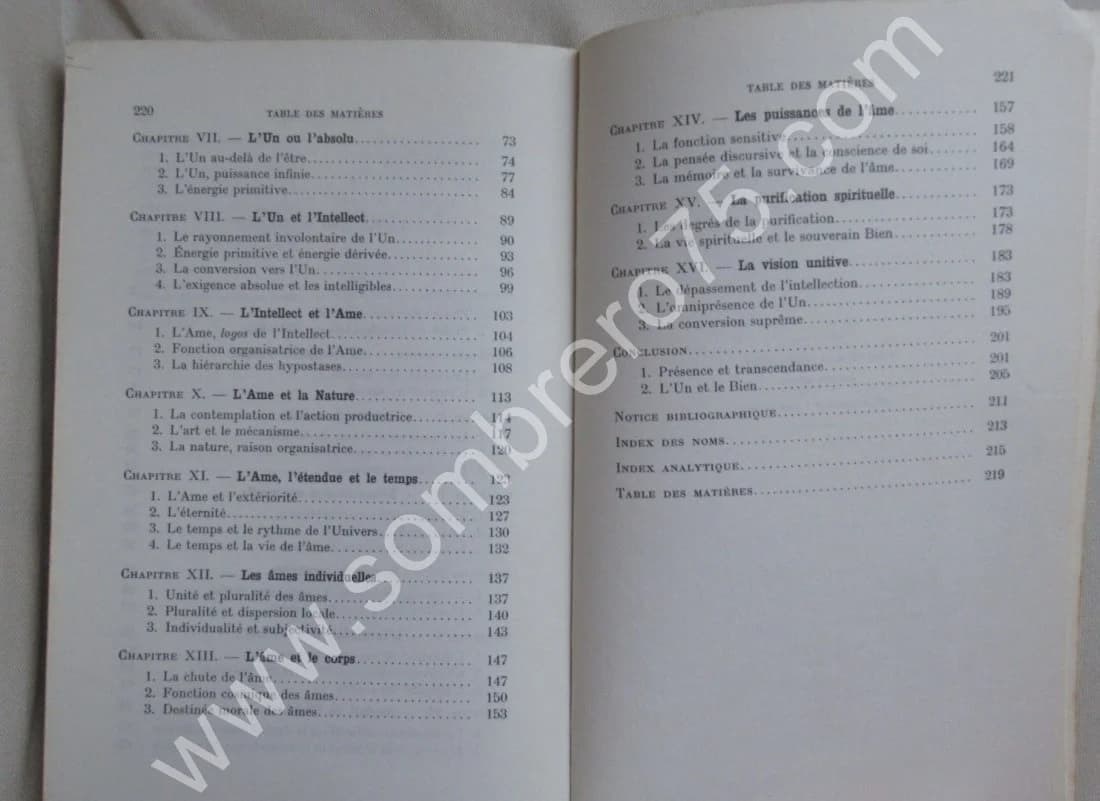 220
TABLE DES MATIÈRES
CHAPITRE VII. — L'Un ou l'absolu........ 73
1. L'Un au-delà de l'être........ 74
2. L'Un, puissance infinie........ 77
3. L'énergie primitive........ 84
CHAPITRE VIII. — L'Un et l'Intellect........ 89
1. Le rayonnement involontaire de l'Un........ 90
2. Énergie primitive et énergie dérivée........ 93
3. La conversion vers l'Un........ 96
4. L'exigence absolue et les intelligibles........ 99
CHAPITRE IX. — L'Intellect et l'Ame........ 103
1. L'Ame, logos de l'Intellect........ 104
2. Fonction organisatrice de l'Ame........ 106
3. La hiérarchie des hypostases........ 108
CHAPITRE X. — L'Ame et la Nature........ 113
1. La contemplation et l'action productrice........ 114
2. L'art et le mécanisme........ 117
3. La nature, raison organisatrice........ 120
CHAPITRE XI. — L'Ame, l'étendue et le temps........ 123
1. L'Ame et l'extériorité........ 123
2. L'éternité........ 127
3. Le temps et le rythme de l'Univers........ 130
4. Le temps et la vie de l'âme........ 132
CHAPITRE XII. — Les âmes individuelles........ 137
1. Unité et pluralité des âmes........ 137
2. Pluralité et dispersion locale........ 140
3. Individualité et subjectivité........ 143
CHAPITRE XIII. — L'âme et le corps........ 147
1. La chute de l'âme........ 147
2. Fonction cosmique des âmes........ 150
3. Destinée morale des âmes........ 153
TABLE DES MATIÈRES
221
CHAPITRE XIV. — Les puissances de l'âme........ 157
1. La fonction sensitive........ 158
2. La pensée discursive et la conscience de soi........ 164
3. La mémoire et la survivance de l'âme........ 169
CHAPITRE XV. — La purification spirituelle........ 173
1. Les degrés de la purification........ 173
2. La vie spirituelle et le souverain Bien........ 178
CHAPITRE XVI. — La vision unitive........ 183
1. Le dépassement de l'intellection........ 183
2. L'omniprésence de l'Un........ 189
3. La conversion suprême........ 195
CONCLUSION........ 201
1. Présence et transcendance........ 201
2. L'Un et le Bien........ 205
NOTICE BIBLIOGRAPHIQUE........ 211
INDEX DES NOMS........ 213
INDEX ANALYTIQUE........ 215
TABLE DES MATIÈRES........ 219
www.sombrero75.com